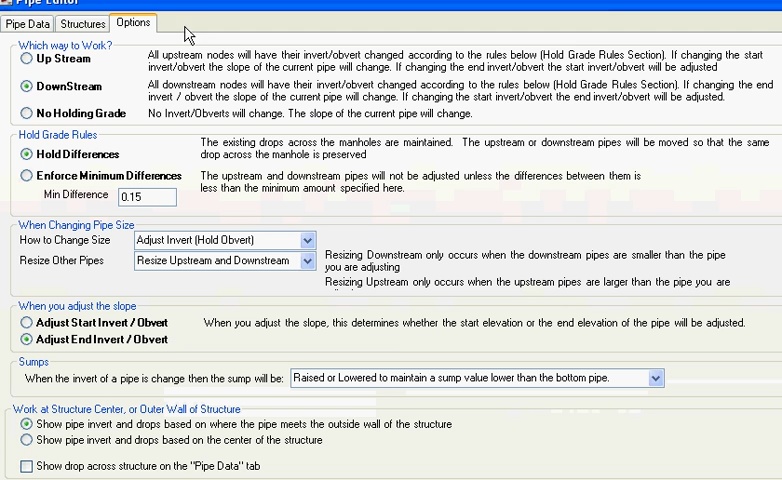 Pipe Editor
Pipe Data Structures Options
Which way to Work?
Up Stream
All upstream nodes will have their invert/obvert changed according to the rules below (Hold Grade Rules Section). If changing the start
invert/obvert the slope of the current pipe will change. If changing the end invert/obvert the start invert/obvert will be adjusted
DownStream
All downstream nodes will have their invert/obvert changed according to the rules below (Hold Grade Rules Section). If changing the end
invert / obvert the slope of the current pipe will change. If changing the start invert/obvert the end invert/obvert will be adjusted.
No Holding Grade
No Invert/Obverts will change. The slope of the current pipe will change.
Hold Grade Rules
Hold Differences
The existing drops across the manholes are maintained. The upstream or downstream pipes will be moved so that the same
drop across the manhole is preserved
Enforce Minimum Differences
The upstream and downstream pipes will not be adjusted unless the differences between them is
less than the minimum amount specified here.
Min Difference 0.15
When Changing Pipe Size
How to Change Size Adjust Invert (Hold Obvert)
Resize Other Pipes Resize Upstream and Downstream
Resizing Downstream only occurs when the downstream pipes are smaller than the pipe
you are adjusting
Resizing Upstream only occurs when the upstream pipes are larger than the pipe you are
When you adjust the slope
Adjust Start Invert / Obvert
When you adjust the slope, this determines whether the start elevation or the end elevation of the pipe will be adjusted.
Adjust End Invert / Obvert
Sumps
When the invert of a pipe is change then the sump will be: Raised or Lowered to maintain a sump value lower than the bottom pipe.
Work at Structure Center, or Outer Wall of Structure
Show pipe invert and drops based on where the pipe meets the outside wall of the structure
Show pipe invert and drops based on the center of the structure
Show drop across structure on the "Pipe Data" tab